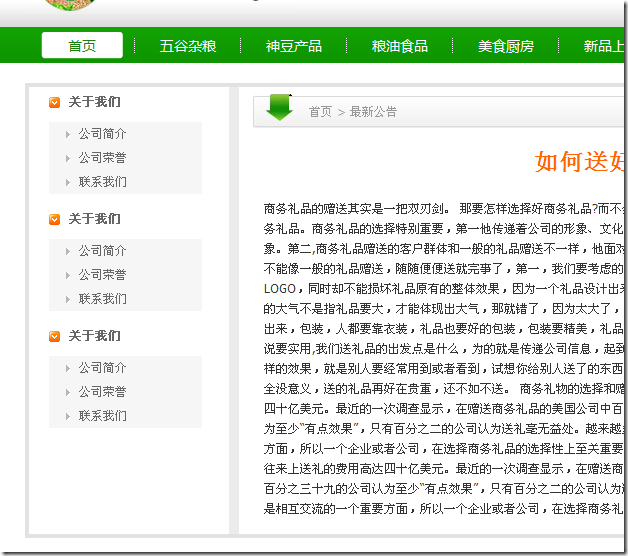 首页 五谷杂粮 神豆产品 粮油食品 美食厨房 新品上
关于我们
公司简介
公司荣誉
联系我们
关于我们
公司简介
公司荣誉
联系我们
关于我们
公司简介
公司荣誉
联系我们
首页 > 最新公告
如何送好
商务礼品的赠送其实是一把双刃剑。 那要怎样选择好商务礼品?而不
务礼品。商务礼品的选择特别重要，第一他传递着公司的形象、文化
象。第二,商务礼品赠送的客户群体和一般的礼品赠送不一样，他面对
不能像一般的礼品赠送，随随便便送就完事了，第一，我们要考虑的
LOGO，同时却不能损坏礼品原有的整体效果，因为一个礼品设计出来
的大气不是指礼品要大，才能体现出大气，那就错了，因为太大了，
出来，包装，人都要靠衣装，礼品也要好的包装，包装要精美，礼品
说要实用,我们送礼品的出发点是什么，为的就是传递公司信息，起到
样的效果，就是别人要经常用到或者看到，试想你给别人送了的东西
全没意义，送的礼品再好在贵重，还不如不送。 商务礼物的选择和赠
四十亿美元。最近的一次调查显示，在赠送商务礼品的美国公司中百
为至少“有点效果”，只有百分之二的公司认为送礼毫无益处。越来越
方面，所以一个企业或者公司，在选择商务礼品的选择性上至关重要
往来上送礼的费用高达四十亿美元。最近的一次调查显示，在赠送商
百分之三十九的公司认为至少“有点效果”，只有百分之二的公司认为送
是相互交流的一个重要方面，所以一个企业或者公司，在选择商务礼